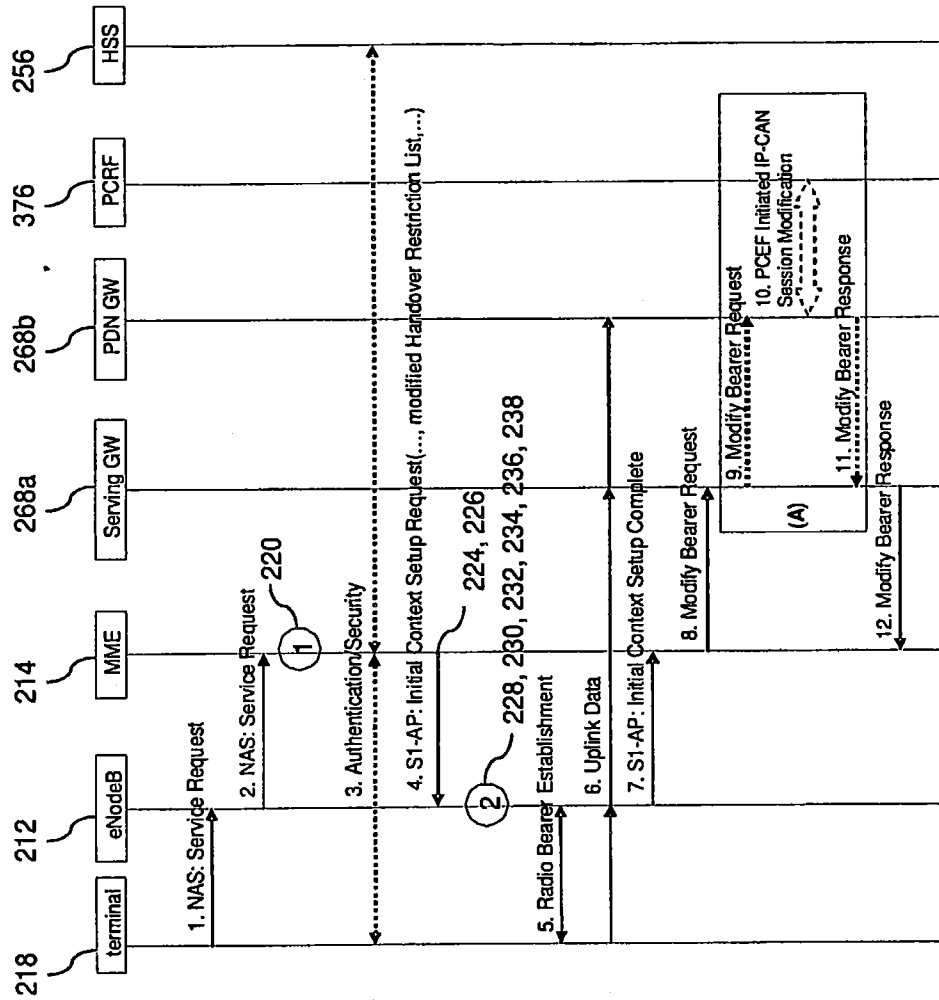 218
212
214
268a
268b
376
256
terminal
eNodeB
MME
Serving GW
PDN GW
PCRF
HSS
1. NAS: Service Request
2. NAS: Service Request
1
220
3. Authentication/Security
4. S1-AP: Initial Context Setup Request(..., modified Handover Restriction List,...)
224, 226
2
228, 230, 232, 234, 236, 238
5. Radio Bearer Establishment
6. Uplink Data
7. S1-AP: Initial Context Setup Complete
8. Modify Bearer Request
9. Modify Bearer Request
10. PCEF Initiated IP-CAN
Session Modification
11. Modify Bearer Response
(A)
12. Modify Bearer Response